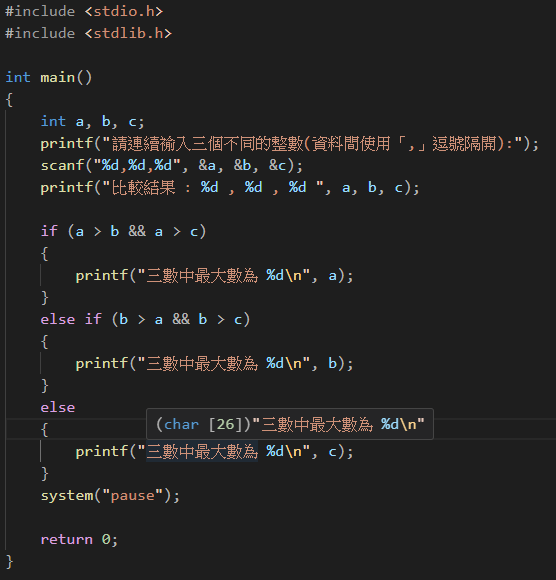 #include <stdio.h>
#include <stdlib.h>
int main()
{
int a, b, c;
printf("請連續輸入三個不同的整數(資料間使用「,」逗號隔開):");
scanf("%d,%d,%d", &a, &b, &c);
printf("比較結果 : %d , %d , %d ", a, b, c);
if (a > b && a > c)
{
printf("三數中最大數為 %d\n", a);
}
else if (b > a && b > c)
{
printf("三數中最大數為 %d\n", b);
}
else
(char [26])"三數中最大數為 %d\n"
{
printf("三數中最大數為 %d\n", c);
}
system("pause");
return 0;
}